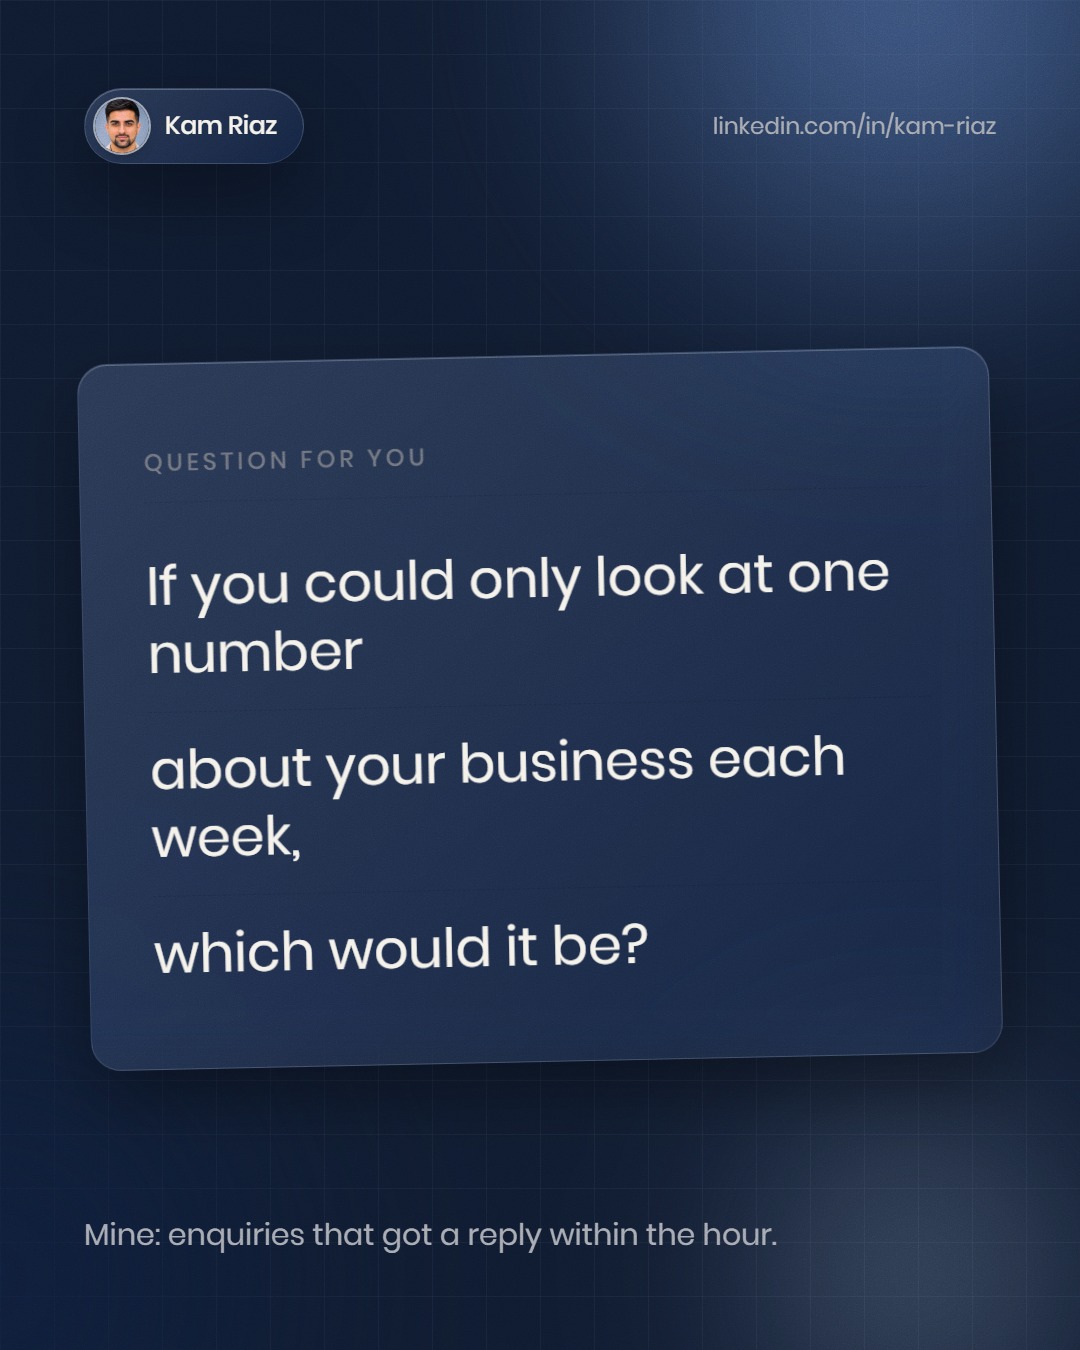 Kam Riaz
linkedin.com/in/kam-riaz
QUESTION FOR YOU
If you could only look at one
number
about your business each
week,
which would it be?
Mine: enquiries that got a reply within the hour.